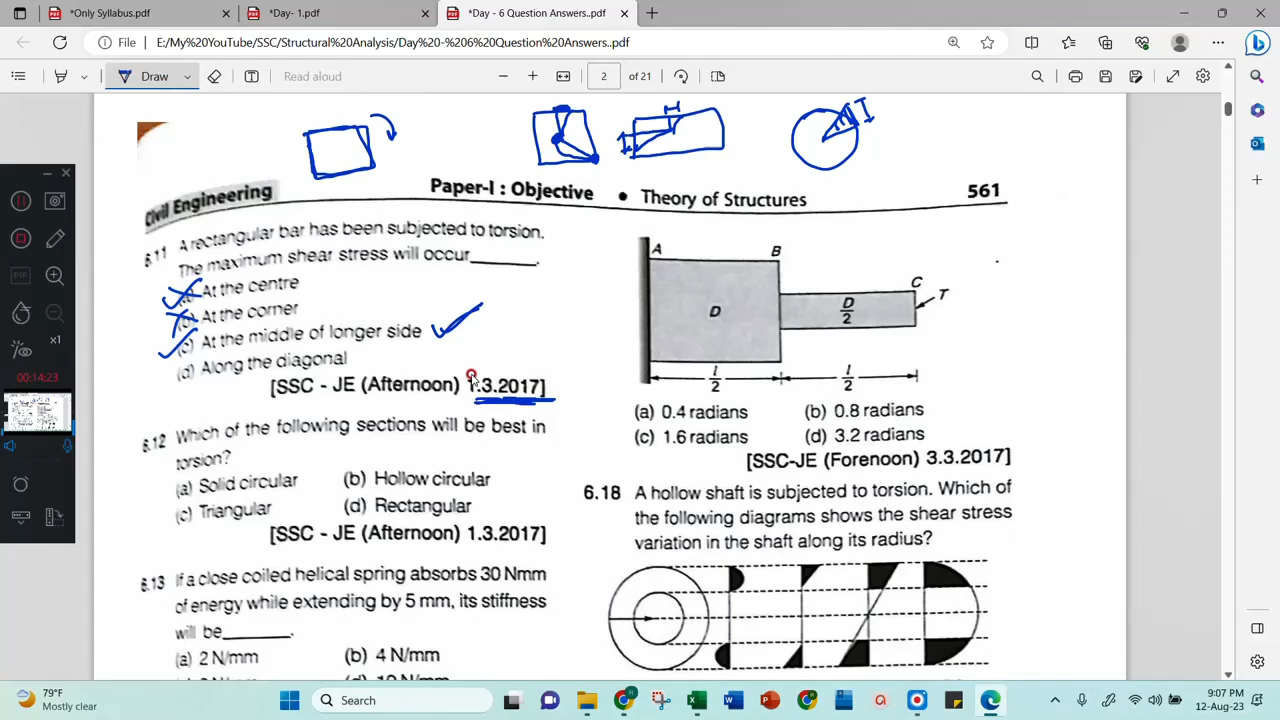 *Only Syllabus.pdf
*Day- 1.pdf
*Day - 6 Question Answers..pdf
File
E:/My%20YouTube/SSC/Structural%20Analysis/Day%20-%206%20Question%20Answers..pdf
Draw
Read aloud
2
of 21
Civil Engineering
Paper-I : Objective
• Theory of Structures
561
6.11 A rectangular bar has been subjected to torsion.
The maximum shear stress will occur______.
(a) At the centre
(b) At the corner
(c) At the middle of longer side
(d) Along the diagonal
[SSC - JE (Afternoon) 1.3.2017]
6.12 Which of the following sections will be best in
torsion?
(a) Solid circular (b) Hollow circular
(c) Triangular (d) Rectangular
[SSC - JE (Afternoon) 1.3.2017]
6.13 If a close coiled helical spring absorbs 30 Nmm
of energy while extending by 5 mm, its stiffness
will be______.
(a) 2 N/mm (b) 4 N/mm
(d) 10 N/mm
A
B
C
T
D
D/2
l/2
l/2
(a) 0.4 radians (b) 0.8 radians
(c) 1.6 radians (d) 3.2 radians
[SSC-JE (Forenoon) 3.3.2017]
6.18 A hollow shaft is subjected to torsion. Which of
the following diagrams shows the shear stress
variation in the shaft along its radius?
PIP
x1
00:14:23
79°F
Mostly clear
Search
9:07 PM
12-Aug-23